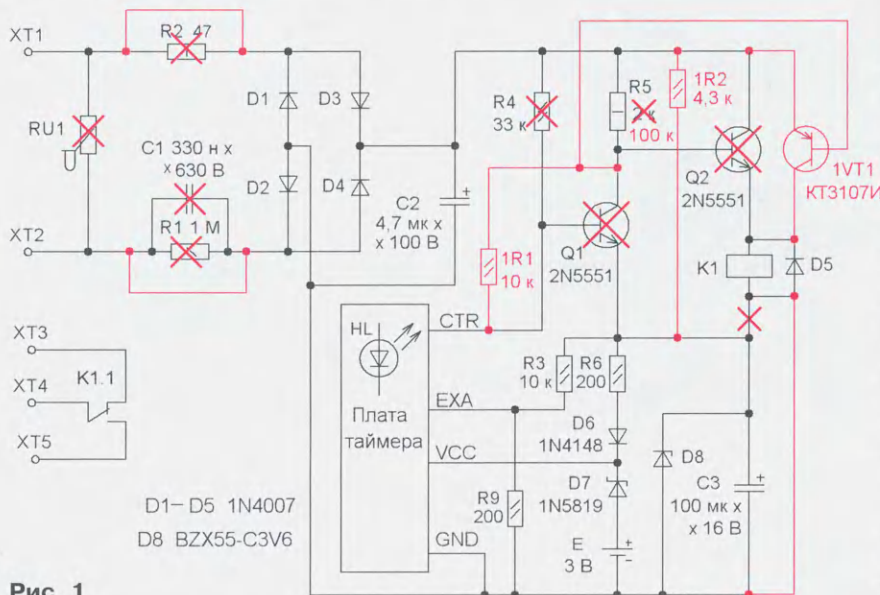 XT1
R2 47
RU1
U
C1 330 н x
x 630 В
R1 1 М
XT2
D1
D3
D2
D4
C2
4,7 мк x
x 100 В
R4
33 к
R5
100 к
1R2
4,3 к
Q2
2N5551
1VT1
КТ3107И
1R1
10 к
Q1
2N5551
K1
D5
XT3
XT4
K1.1
XT5
HL
Плата
таймера
CTR
EXA
VCC
GND
R3
10 к
R6
200
D6
1N4148
D7
1N5819
D8
C3
100 мк x
x 16 В
R9
200
E
3 В
+
+
+
−
D1–D5 1N4007
D8 BZX55-C3V6
Рис. 1